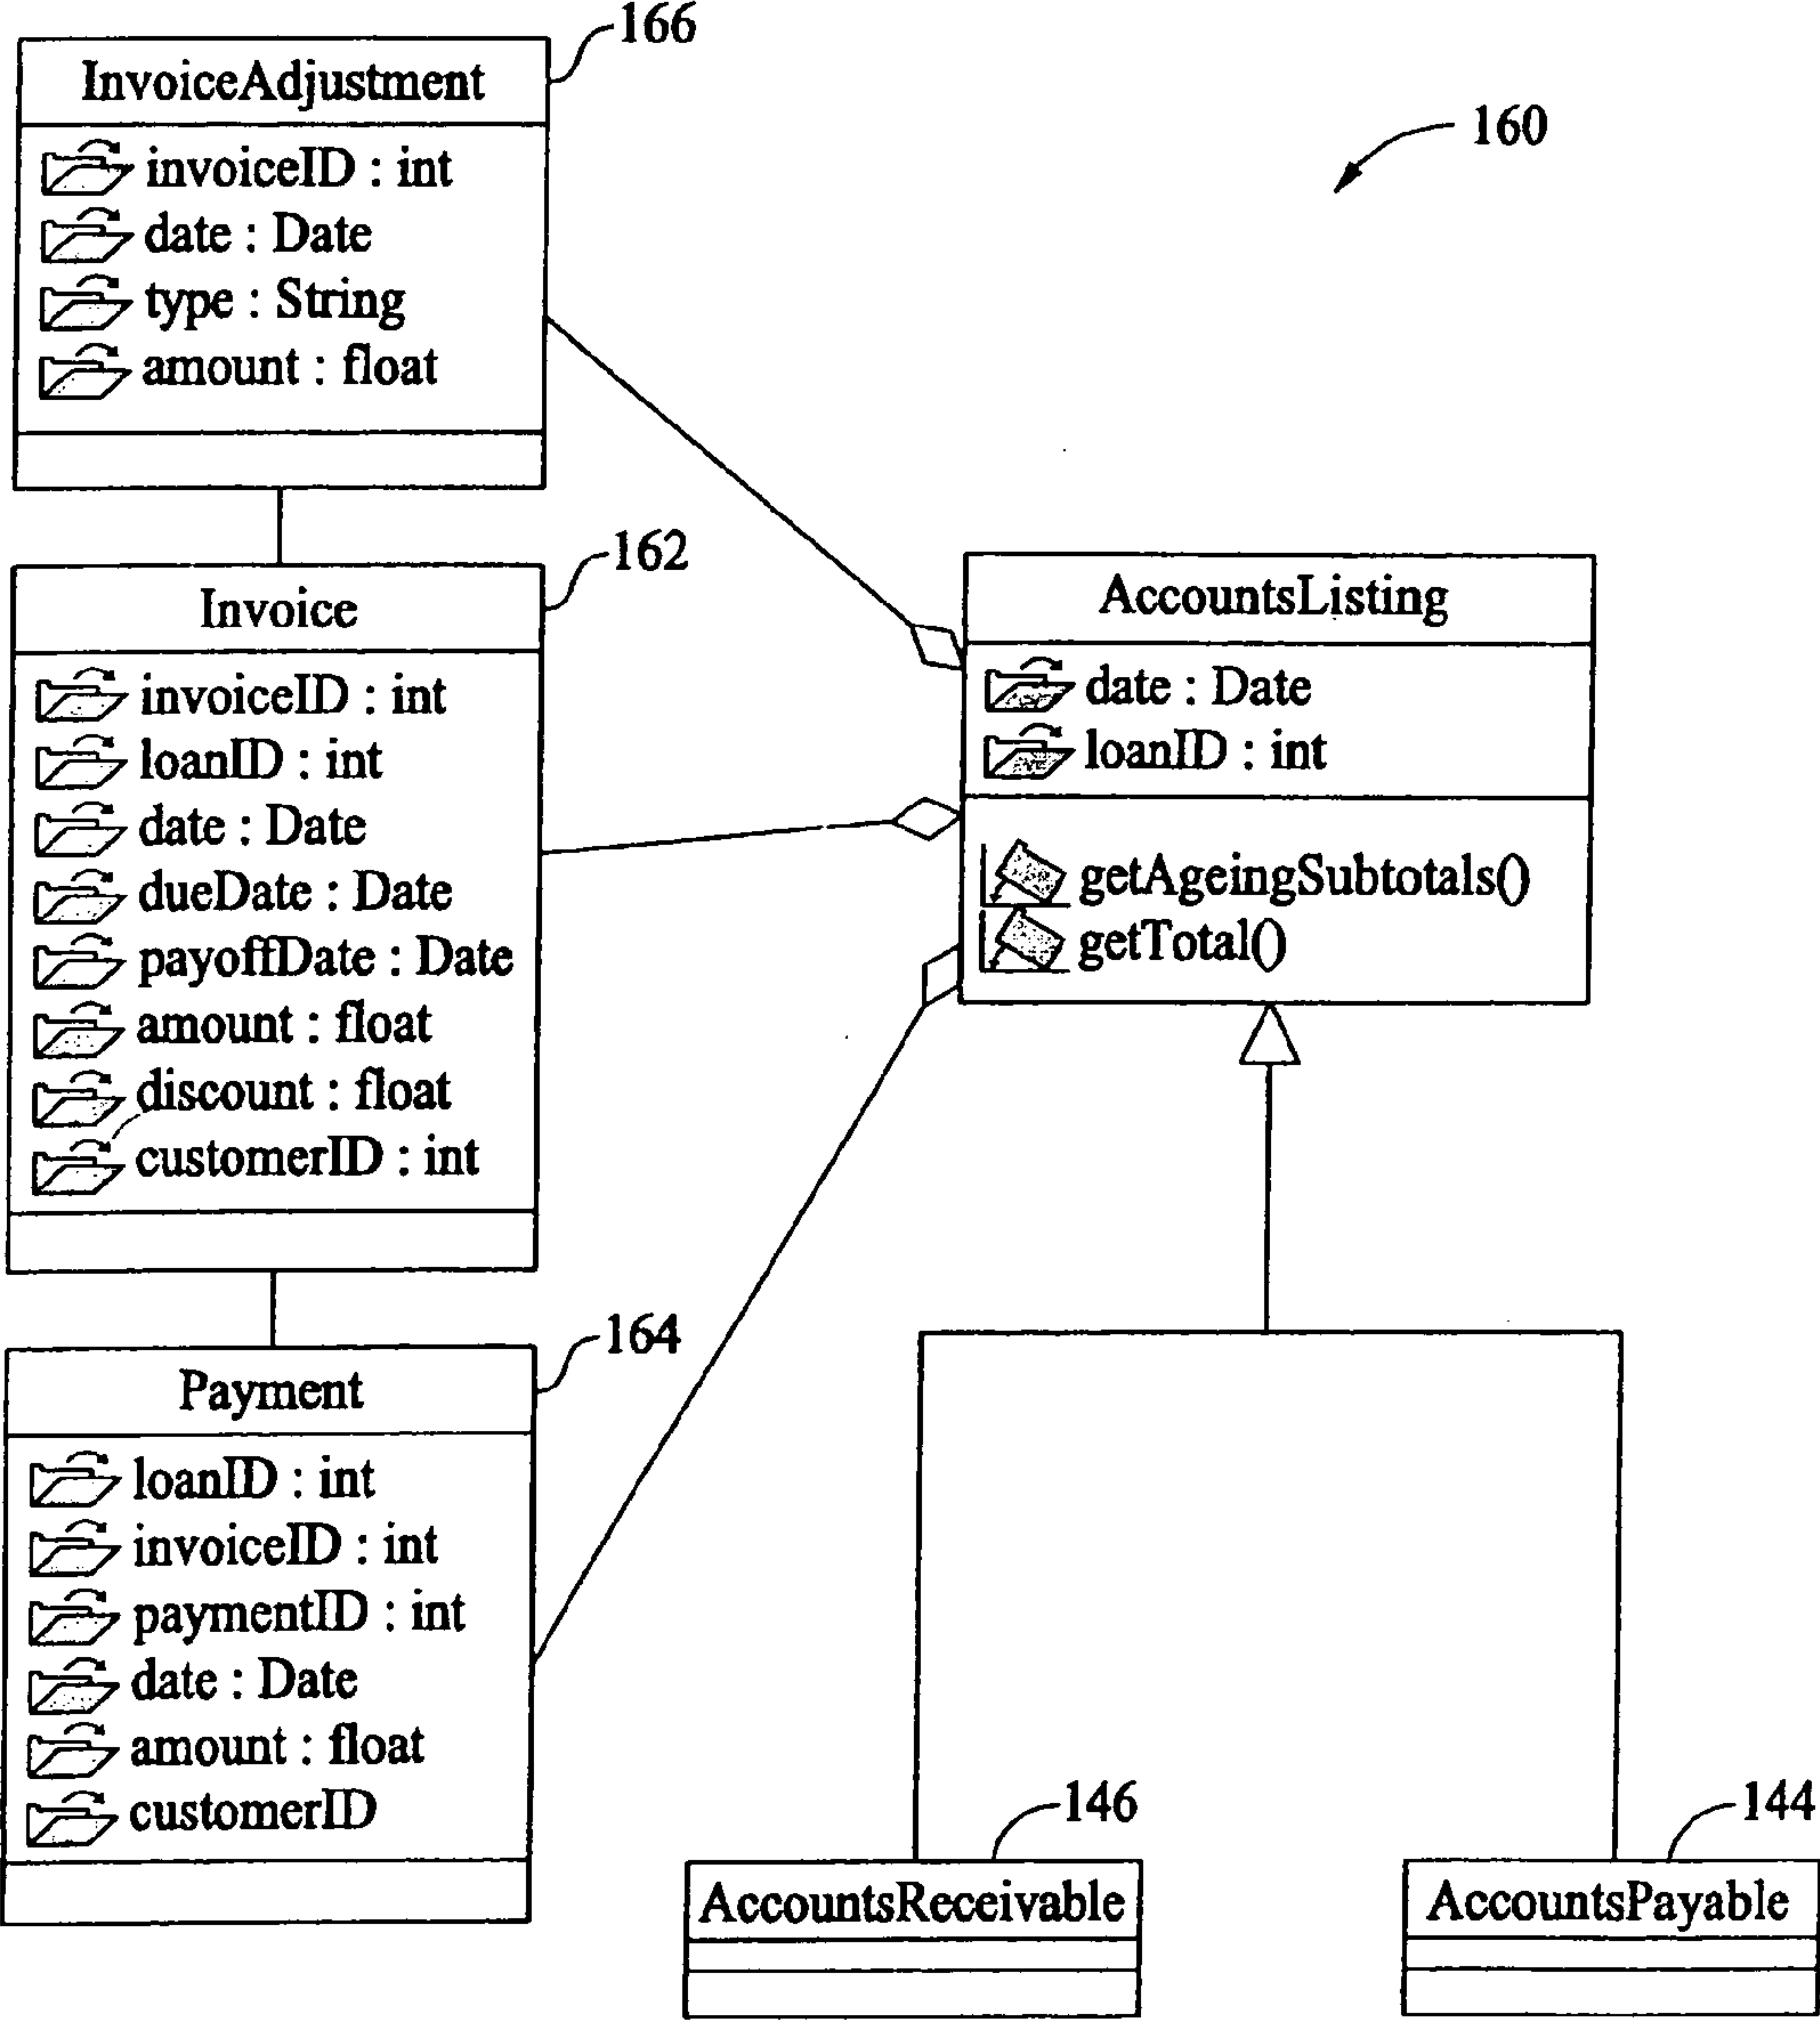 166
InvoiceAdjustment
invoiceID : int
date : Date
type : String
amount : float
160
162
Invoice
invoiceID : int
loanID : int
date : Date
dueDate : Date
payoffDate : Date
amount : float
discount : float
customerID : int
AccountsListing
date : Date
loanID : int
getAgeingSubtotals()
getTotal()
164
Payment
loanID : int
invoiceID : int
paymentID : int
date : Date
amount : float
customerID
146
AccountsReceivable
144
AccountsPayable